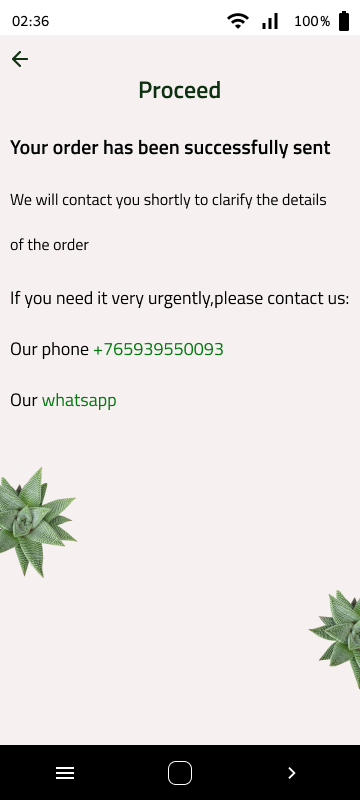 02:36 100%
Proceed
Your order has been successfully sent
We will contact you shortly to clarify the details
of the order
If you need it very urgently,please contact us:
Our phone +765939550093
Our whatsapp